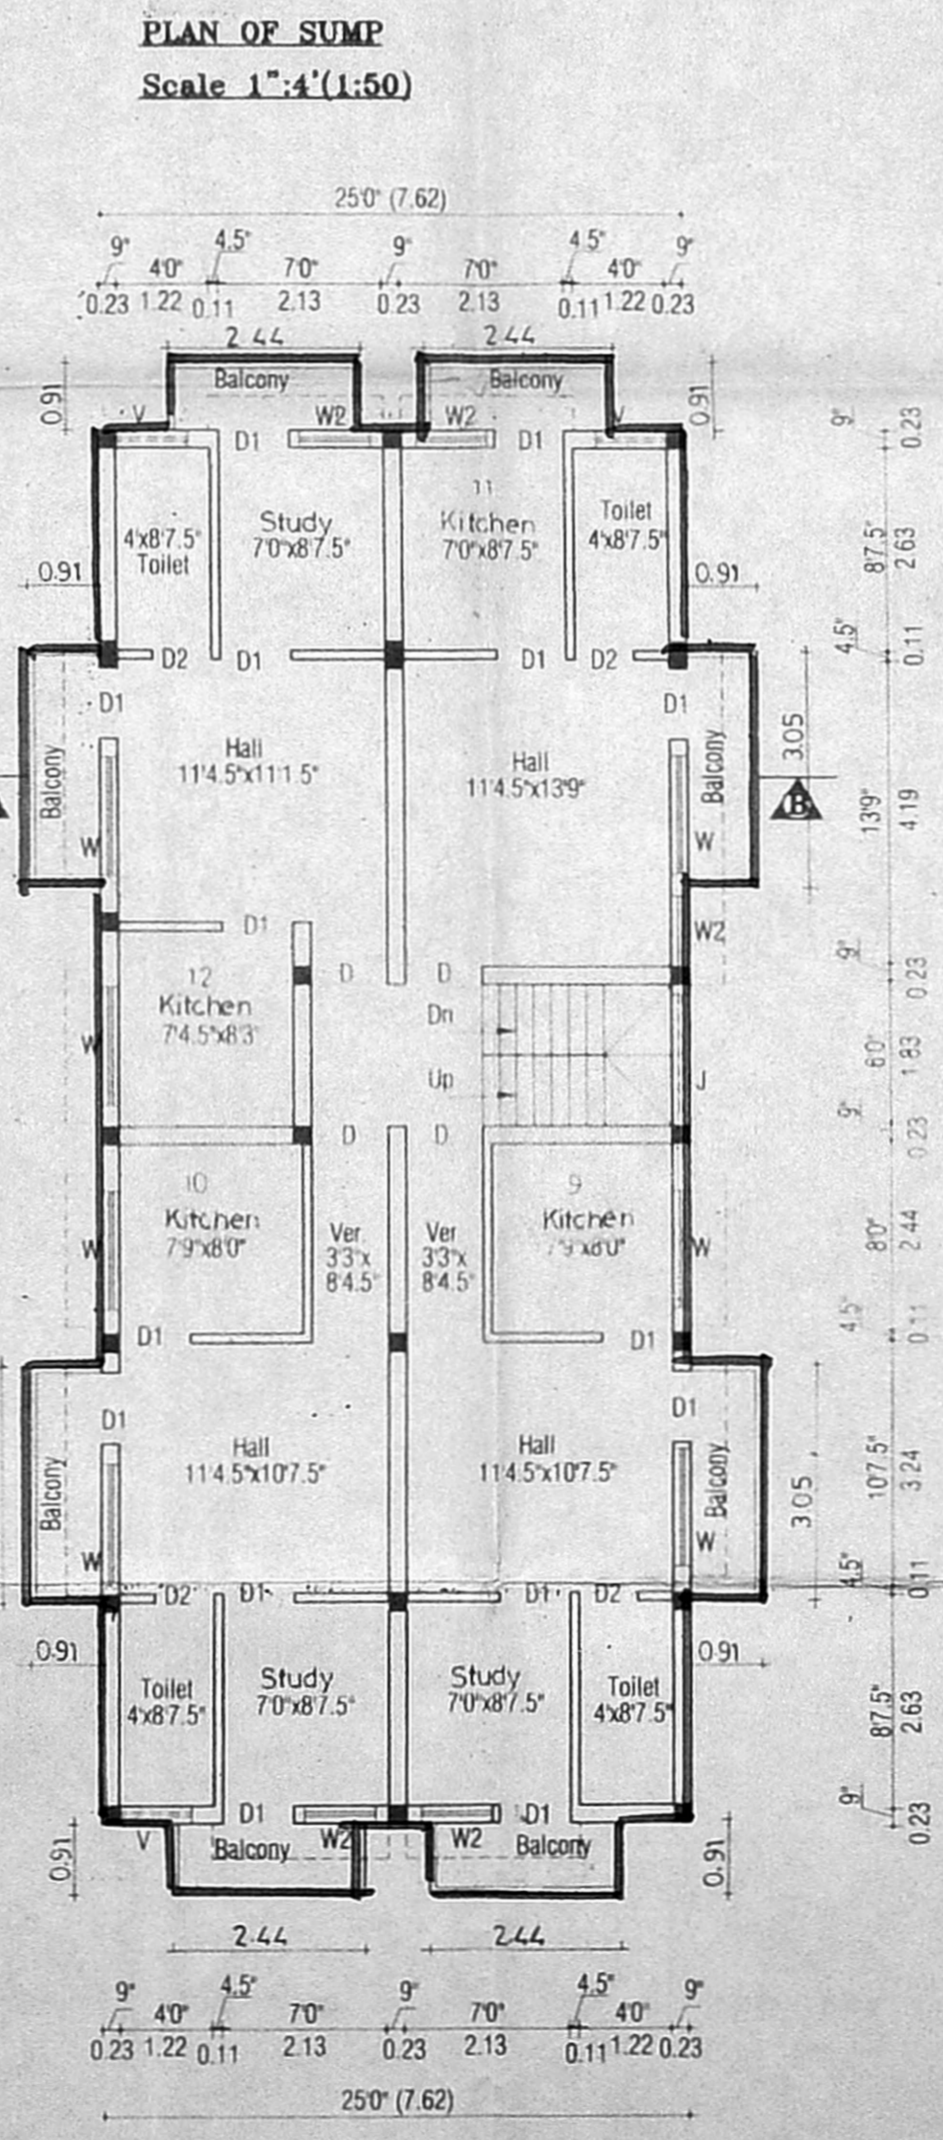 PLAN OF SUMP
Scale 1":4'(1:50)
25'0" (7.62)
9" 4'0" 4.5" 7'0" 9" 7'0" 4.5" 4'0" 9"
0.23 1.22 0.11 2.13 0.23 2.13 0.11 1.22 0.23
2.44 2.44
Balcony Balcony
0.91 0.91
V D1 W2 W2 D1 V
9" 0.23
11
4'x8'7.5"
Toilet
Study
7'0"x8'7.5"
Kitchen
7'0"x8'7.5"
Toilet
4'x8'7.5"
8'7.5" 2.63
0.91 0.91
4.5" 0.11
D2 D1 D1 D2
D1 D1
Balcony
Hall
11'4.5"x11'1.5"
Hall
11'4.5"x13'9"
Balcony
3.05
B
13'9" 4.19
W W
D1 W2
9" 0.23
12
Kitchen
7'4.5"x8'3"
D D
Dn
W
Up
J
6'0" 1.83
9" 0.23
D D
10
Kitchen
7'9"x8'0"
Ver.
3'3"x
8'4.5"
Ver.
3'3"x
8'4.5"
9
Kitchen
7'9"x8'0"
W W
8'0" 2.44
4.5" 0.11
D1 D1
D1 D1
Balcony
Hall
11'4.5"x10'7.5"
Hall
11'4.5"x10'7.5"
Balcony
3.05
10'7.5" 3.24
W W
4.5" 0.11
D2 D1 D1 D2
0.91 0.91
Toilet
4'x8'7.5"
Study
7'0"x8'7.5"
Study
7'0"x8'7.5"
Toilet
4'x8'7.5"
8'7.5" 2.63
9" 0.23
V D1 W2 W2 D1
0.91 Balcony Balcony 0.91
2.44 2.44
9" 4'0" 4.5" 7'0" 9" 7'0" 4.5" 4'0" 9"
0.23 1.22 0.11 2.13 0.23 2.13 0.11 1.22 0.23
25'0" (7.62)